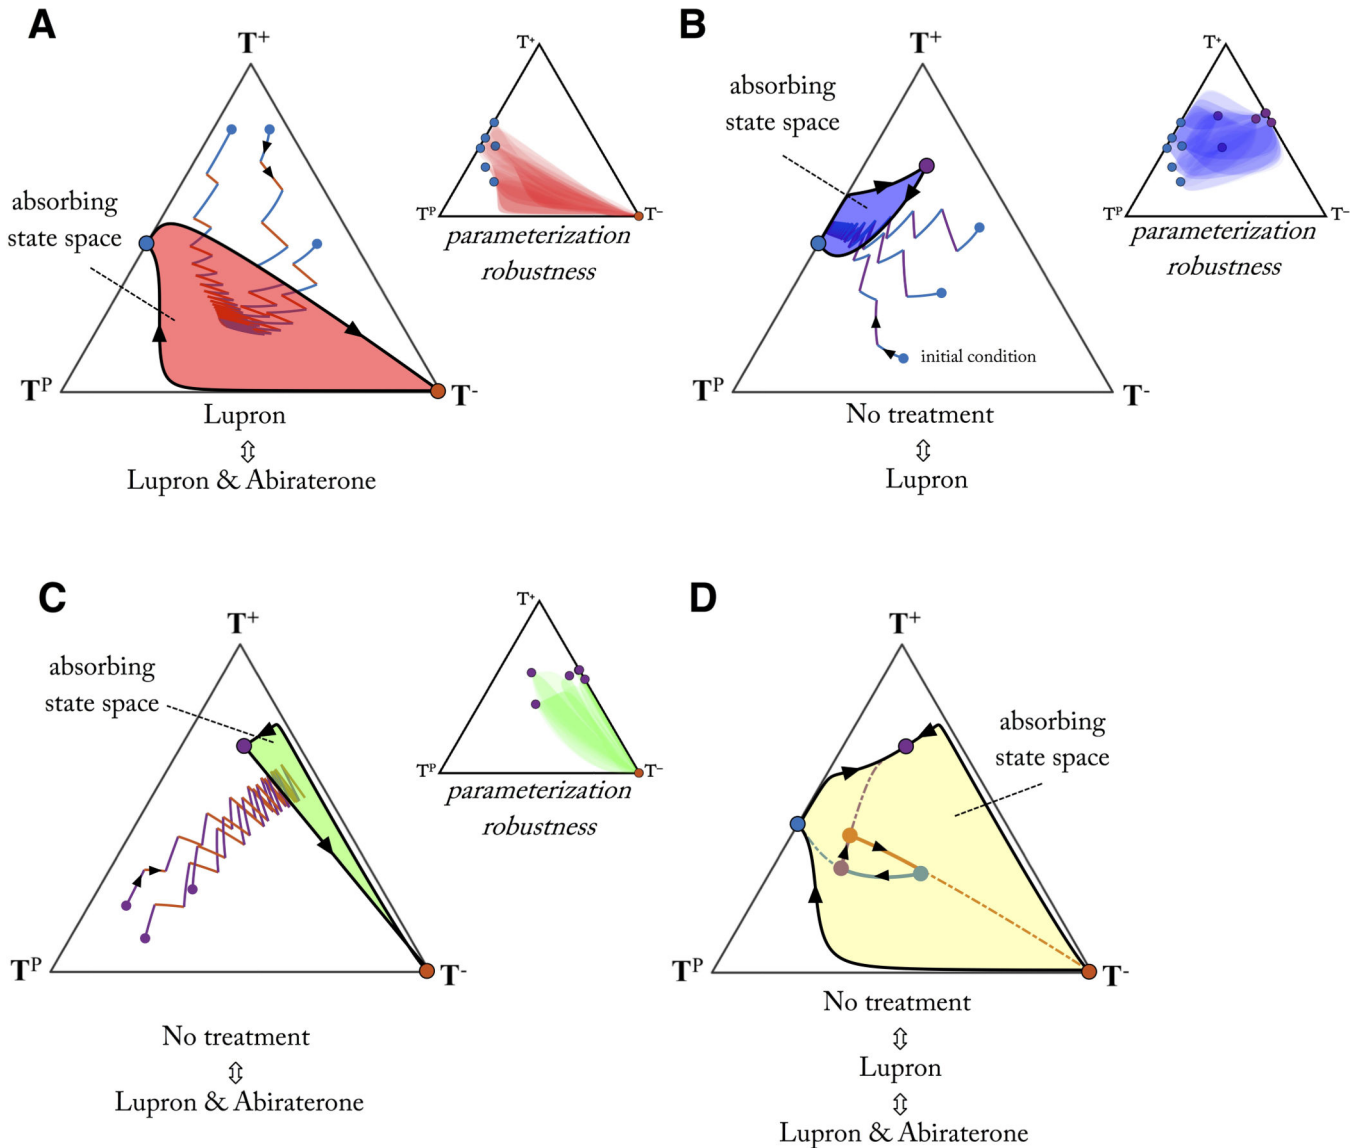 A
T⁺
absorbing
state space
Tᴾ
T⁻
Lupron
⇕
Lupron & Abiraterone
T⁺
Tᴾ
T⁻
parameterization
robustness
B
T⁺
absorbing
state space
initial condition
Tᴾ
T⁻
No treatment
⇕
Lupron
T⁺
Tᴾ
T⁻
parameterization
robustness
C
T⁺
absorbing
state space
Tᴾ
T⁻
No treatment
⇕
Lupron & Abiraterone
T⁺
Tᴾ
T⁻
parameterization
robustness
D
T⁺
absorbing
state space
Tᴾ
T⁻
No treatment
⇕
Lupron
⇕
Lupron & Abiraterone